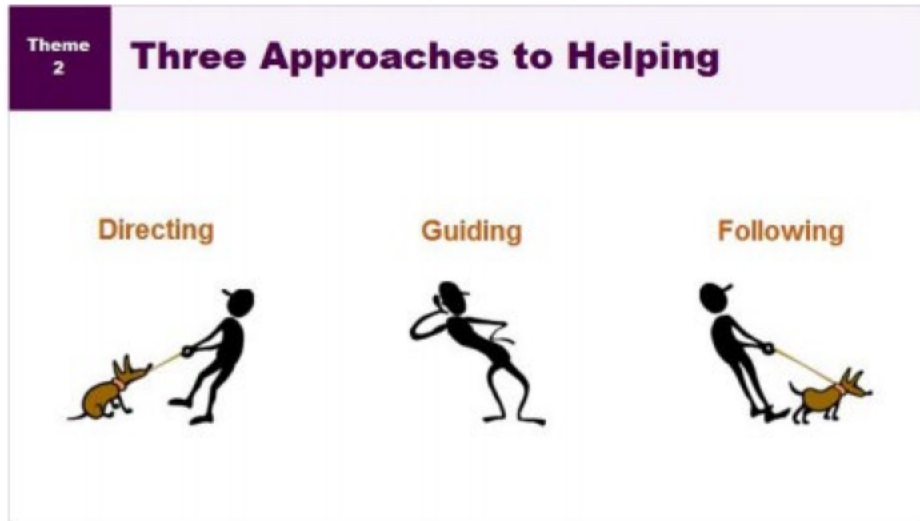 Theme
2
Three Approaches to Helping
Directing
Guiding
Following